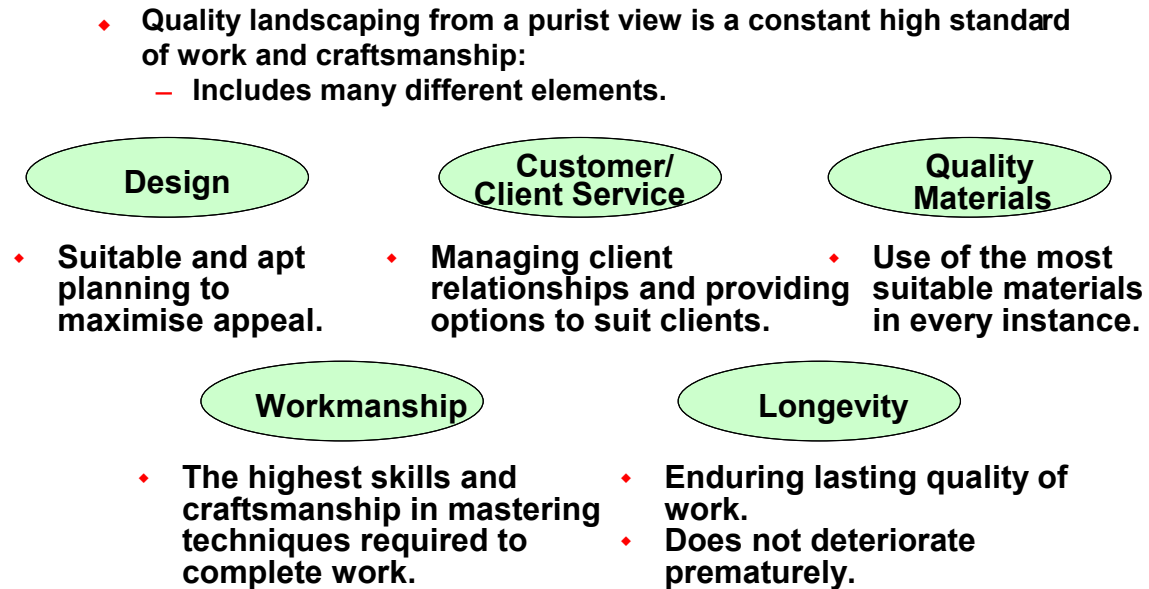 Quality landscaping from a purist view is a constant high standard
of work and craftsmanship:
– Includes many different elements.
Design
Customer/
Client Service
Quality
Materials
Suitable and apt
planning to
maximise appeal.
Managing client
relationships and providing
options to suit clients.
Use of the most
suitable materials
in every instance.
Workmanship
Longevity
The highest skills and
craftsmanship in mastering
techniques required to
complete work.
Enduring lasting quality of
work.
Does not deteriorate
prematurely.